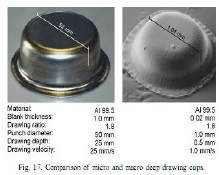 52 mm
1.04 mm
Material: Al 99.5 Al 99.5
Blank thickness: 1.0 mm 0.02 mm
Drawing ratio: 1.8 1.8
Punch diameter: 50 mm 1.0 mm
Drawing depth: 25 mm 0.5 mm
Drawing velocity: 25 mm/s 1.0 mm/s
Fig. 17. Comparison of micro and macro deep drawing cups.